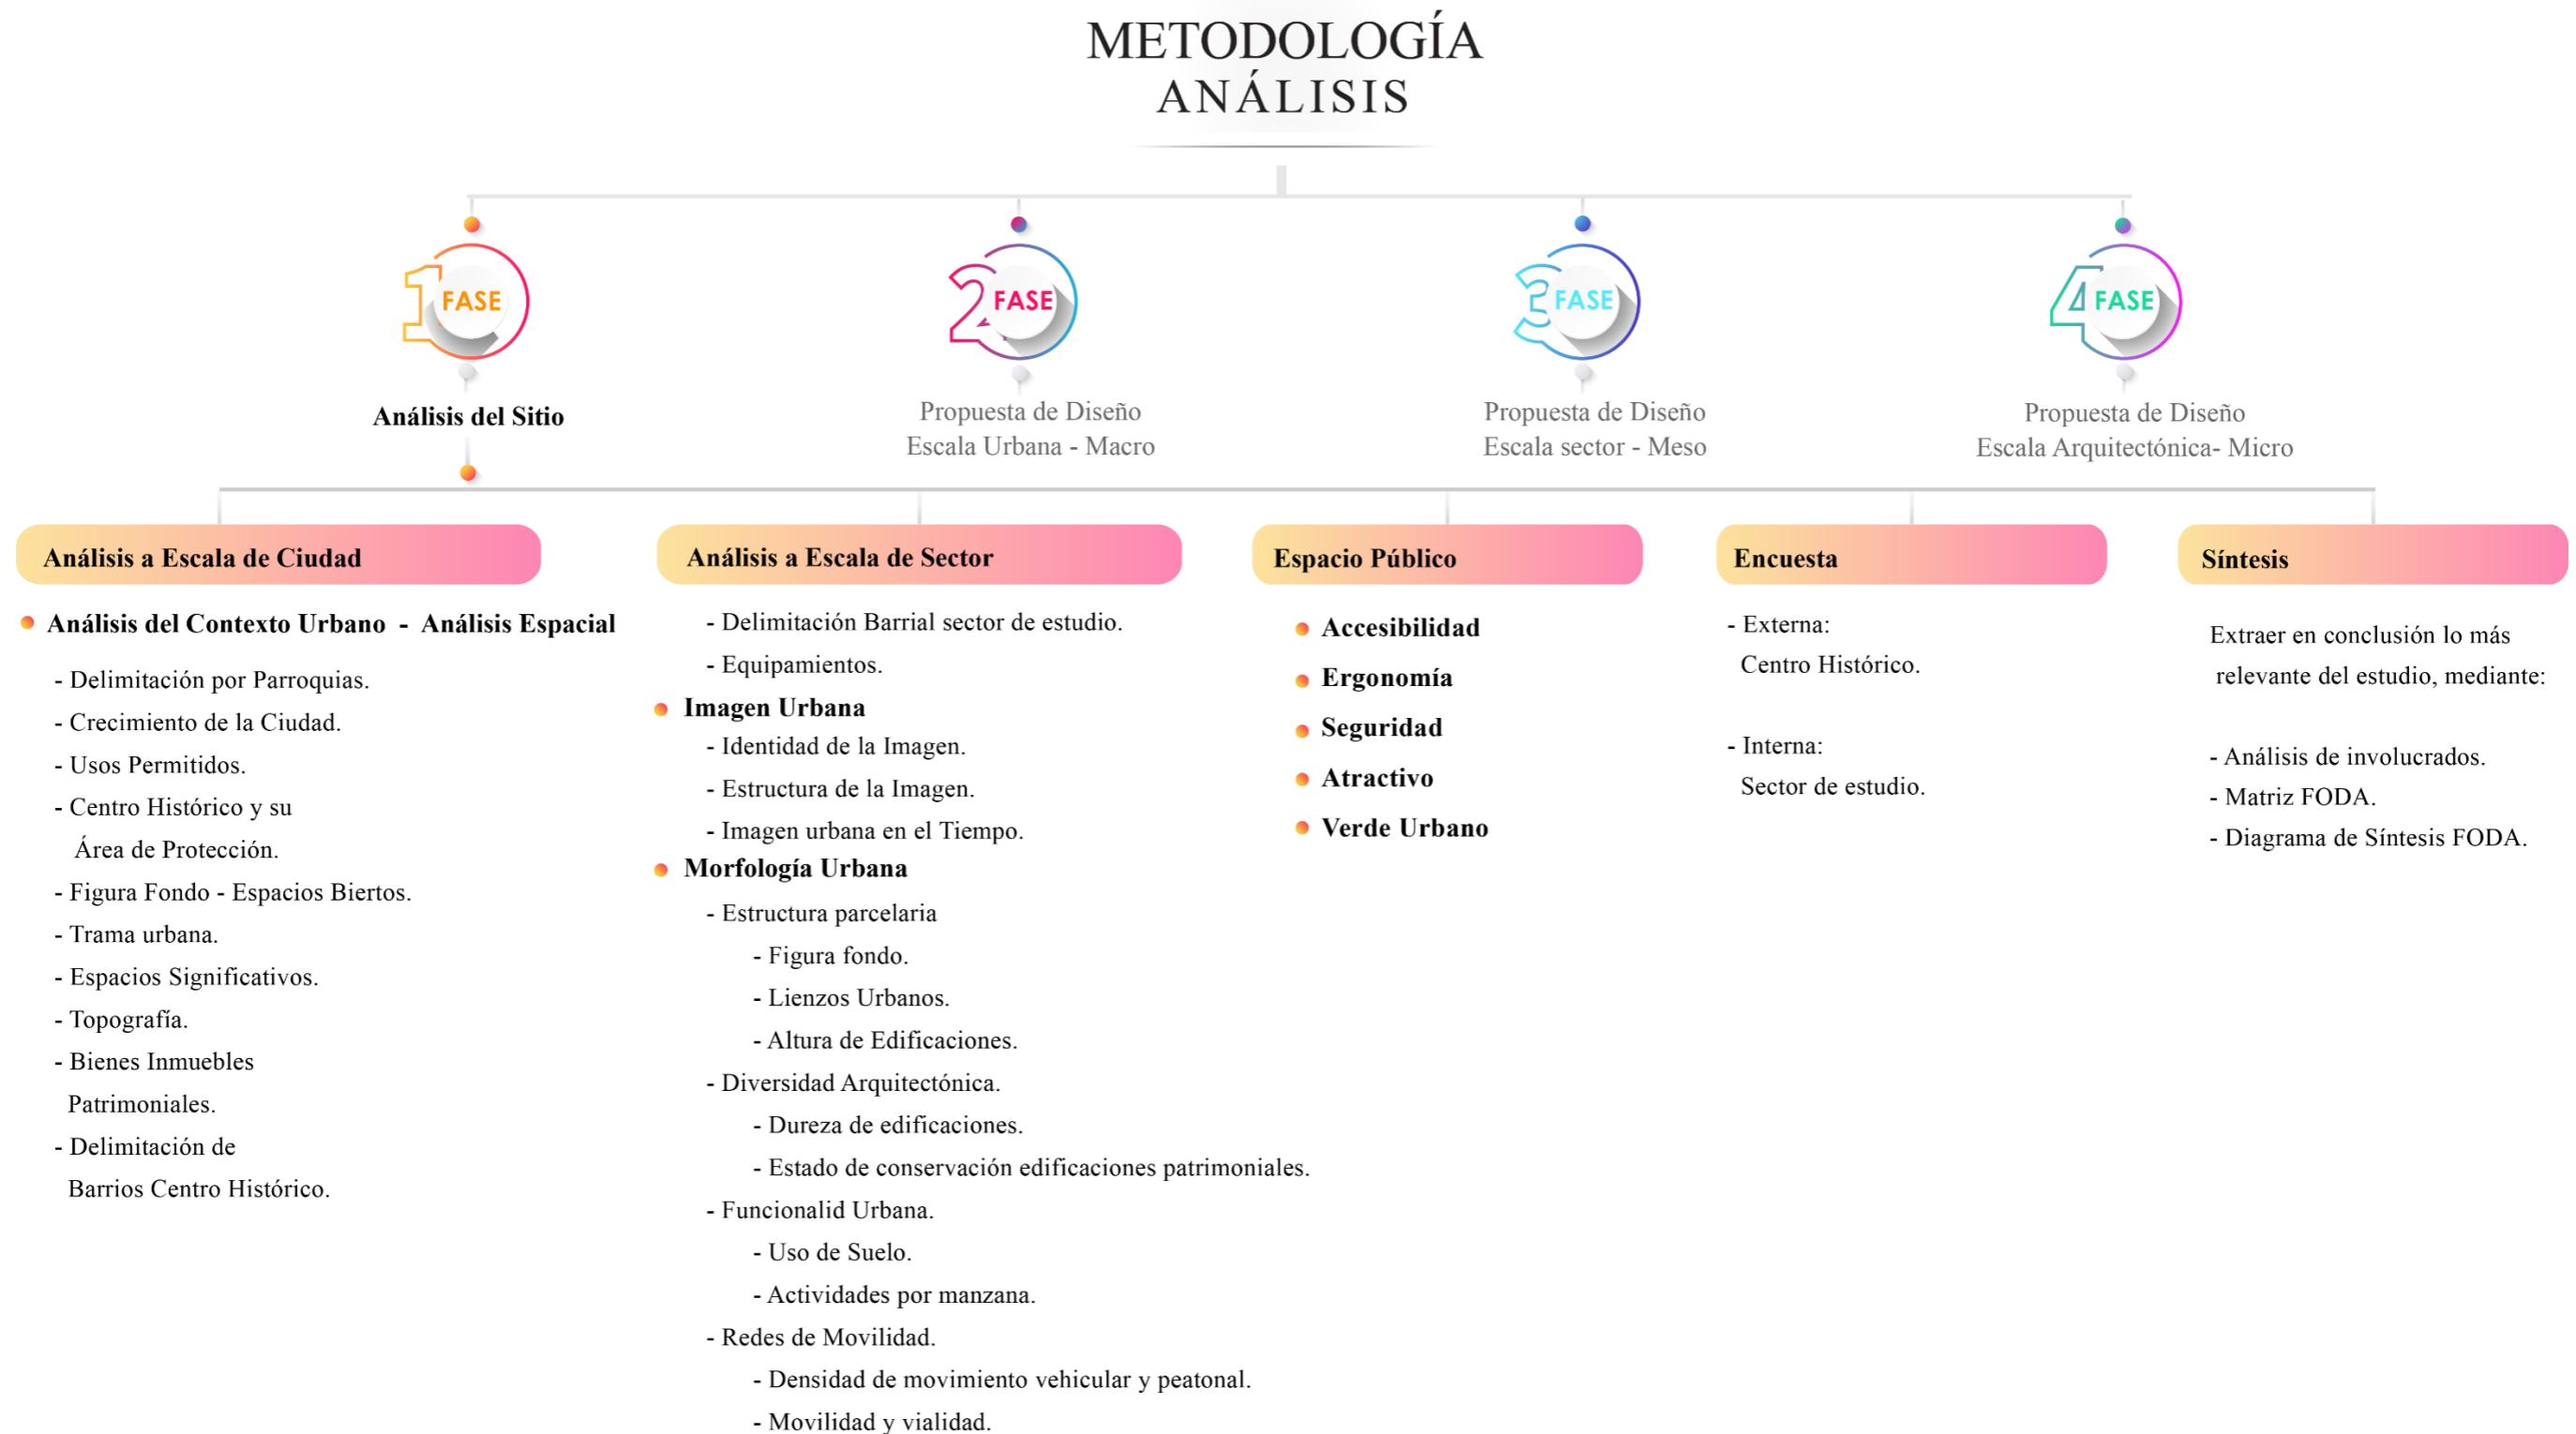 METODOLOGÍA
ANÁLISIS
1 FASE
Análisis del Sitio
2 FASE
Propuesta de Diseño
Escala Urbana - Macro
3 FASE
Propuesta de Diseño
Escala sector - Meso
4 FASE
Propuesta de Diseño
Escala Arquitectónica- Micro
Análisis a Escala de Ciudad
Análisis del Contexto Urbano - Análisis Espacial
- Delimitación por Parroquias.
- Crecimiento de la Ciudad.
- Usos Permitidos.
- Centro Histórico y su
Área de Protección.
- Figura Fondo - Espacios Biertos.
- Trama urbana.
- Espacios Significativos.
- Topografía.
- Bienes Inmuebles
Patrimoniales.
- Delimitación de
Barrios Centro Histórico.
Análisis a Escala de Sector
- Delimitación Barrial sector de estudio.
- Equipamientos.
Imagen Urbana
- Identidad de la Imagen.
- Estructura de la Imagen.
- Imagen urbana en el Tiempo.
Morfología Urbana
- Estructura parcelaria
- Figura fondo.
- Lienzos Urbanos.
- Altura de Edificaciones.
- Diversidad Arquitectónica.
- Dureza de edificaciones.
- Estado de conservación edificaciones patrimoniales.
- Funcionalid Urbana.
- Uso de Suelo.
- Actividades por manzana.
- Redes de Movilidad.
- Densidad de movimiento vehicular y peatonal.
- Movilidad y vialidad.
Espacio Público
Accesibilidad
Ergonomía
Seguridad
Atractivo
Verde Urbano
Encuesta
- Externa:
Centro Histórico.
- Interna:
Sector de estudio.
Síntesis
Extraer en conclusión lo más
relevante del estudio, mediante:
- Análisis de involucrados.
- Matriz FODA.
- Diagrama de Síntesis FODA.